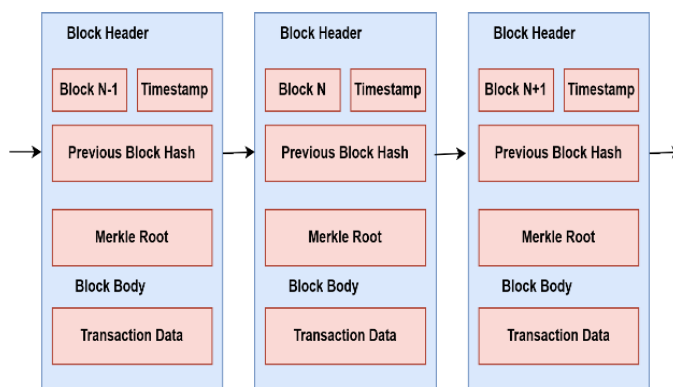 Block Header
Block N-1
Timestamp
Previous Block Hash
Merkle Root
Block Body
Transaction Data
Block Header
Block N
Timestamp
Previous Block Hash
Merkle Root
Block Body
Transaction Data
Block Header
Block N+1
Timestamp
Previous Block Hash
Merkle Root
Block Body
Transaction Data